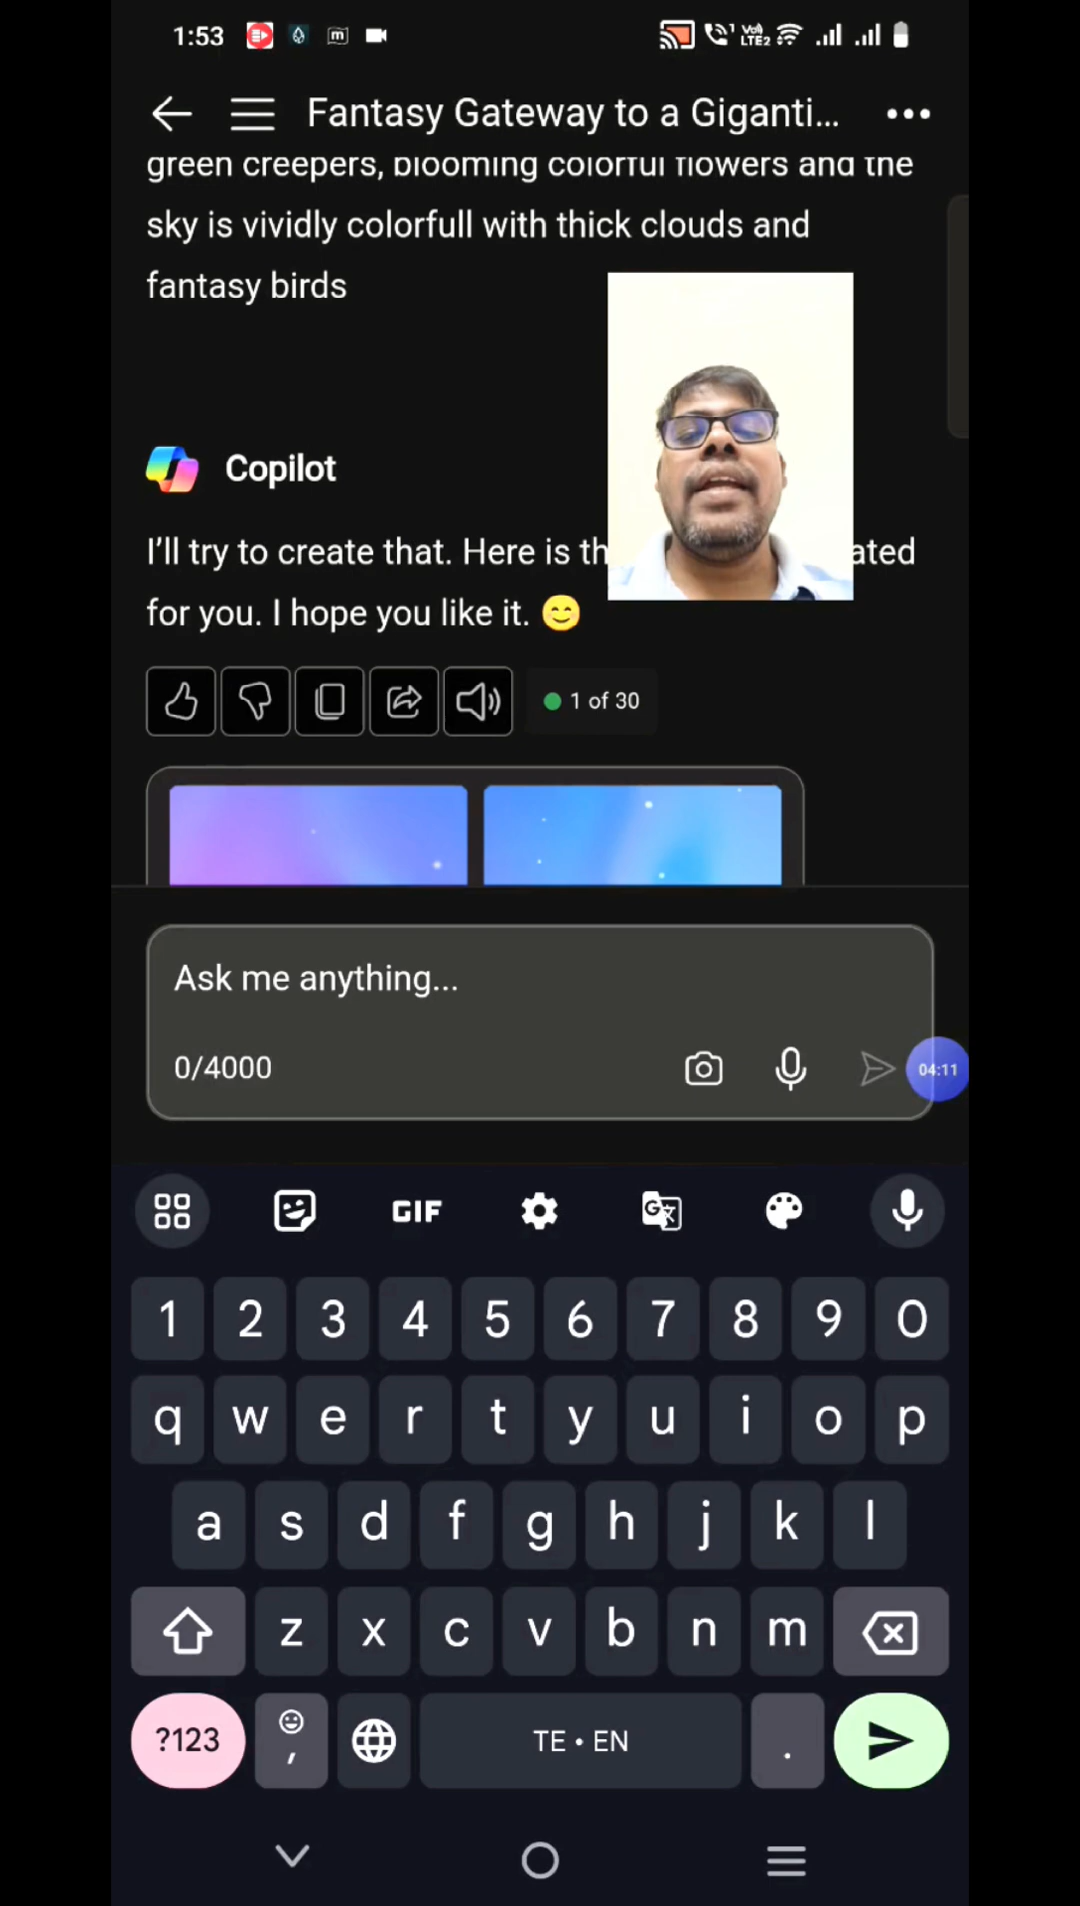 1:53
Vo) LTE2
Fantasy Gateway to a Giganti...
green creepers, blooming colorful flowers and the
sky is vividly colorfull with thick clouds and
fantasy birds
Copilot
I'll try to create that. Here is th ated
for you. I hope you like it. 😊
1 of 30
Ask me anything...
0/4000
04:11
GIF
1 2 3 4 5 6 7 8 9 0
q w e r t y u i o p
a s d f g h j k l
z x c v b n m
?123 , TE • EN .